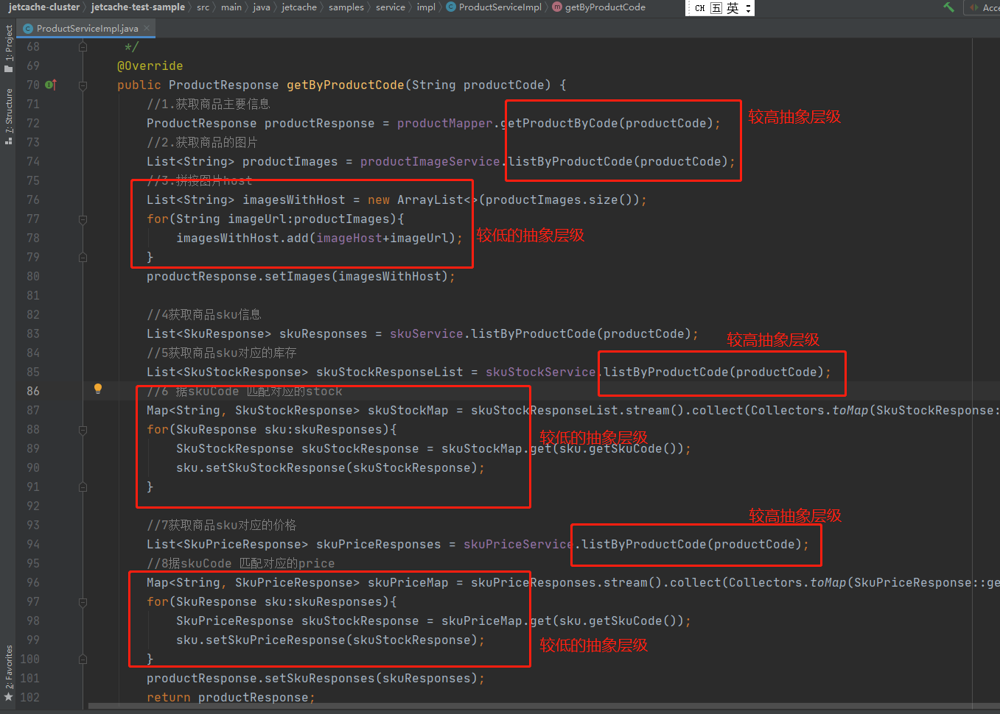 jetcache-cluster jetcache-test-sample src main java jetcache samples service impl ProductServiceImpl getByProductCode CH 五 英 Acce
ProductServiceImpl.java
1: Project
7: Structure
2: Favorites
68 */
69 @Override
70 public ProductResponse getByProductCode(String productCode) {
71 //1.获取商品主要信息
72 ProductResponse productResponse = productMapper.getProductByCode(productCode);
较高抽象层级
73 //2.获取商品的图片
74 List<String> productImages = productImageService.listByProductCode(productCode);
75 //3.拼接图片host
76 List<String> imagesWithHost = new ArrayList<>(productImages.size());
77 for(String imageUrl:productImages){
78 imagesWithHost.add(imageHost+imageUrl);
较低的抽象层级
79 }
80 productResponse.setImages(imagesWithHost);
81
82 //4获取商品sku信息
83 List<SkuResponse> skuResponses = skuService.listByProductCode(productCode);
较高抽象层级
84 //5获取商品sku对应的库存
85 List<SkuStockResponse> skuStockResponseList = skuStockService.listByProductCode(productCode);
86 //6 据skuCode 匹配对应的stock
87 Map<String, SkuStockResponse> skuStockMap = skuStockResponseList.stream().collect(Collectors.toMap(SkuStockResponse::
88 for(SkuResponse sku:skuResponses){
较低的抽象层级
89 SkuStockResponse skuStockResponse = skuStockMap.get(sku.getSkuCode());
90 sku.setSkuStockResponse(skuStockResponse);
91 }
92
较高抽象层级
93 //7获取商品sku对应的价格
94 List<SkuPriceResponse> skuPriceResponses = skuPriceService.listByProductCode(productCode);
95 //8据skuCode 匹配对应的price
96 Map<String, SkuPriceResponse> skuPriceMap = skuPriceResponses.stream().collect(Collectors.toMap(SkuPriceResponse::ge
97 for(SkuResponse sku:skuResponses){
98 SkuPriceResponse skuStockResponse = skuPriceMap.get(sku.getSkuCode());
99 sku.setSkuPriceResponse(skuStockResponse);
较低的抽象层级
100 }
101 productResponse.setSkuResponses(skuResponses);
102 return productResponse;